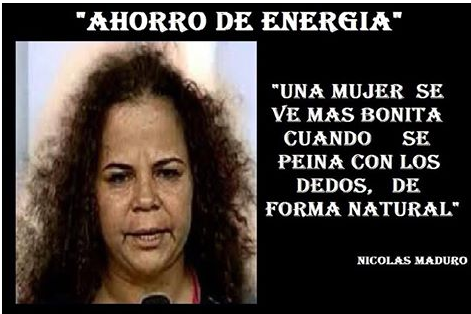 "AHORRO DE ENERGIA"
"UNA MUJER SE
VE MAS BONITA
CUANDO SE
PEINA CON LOS
DEDOS, DE
FORMA NATURAL"
NICOLAS MADURO